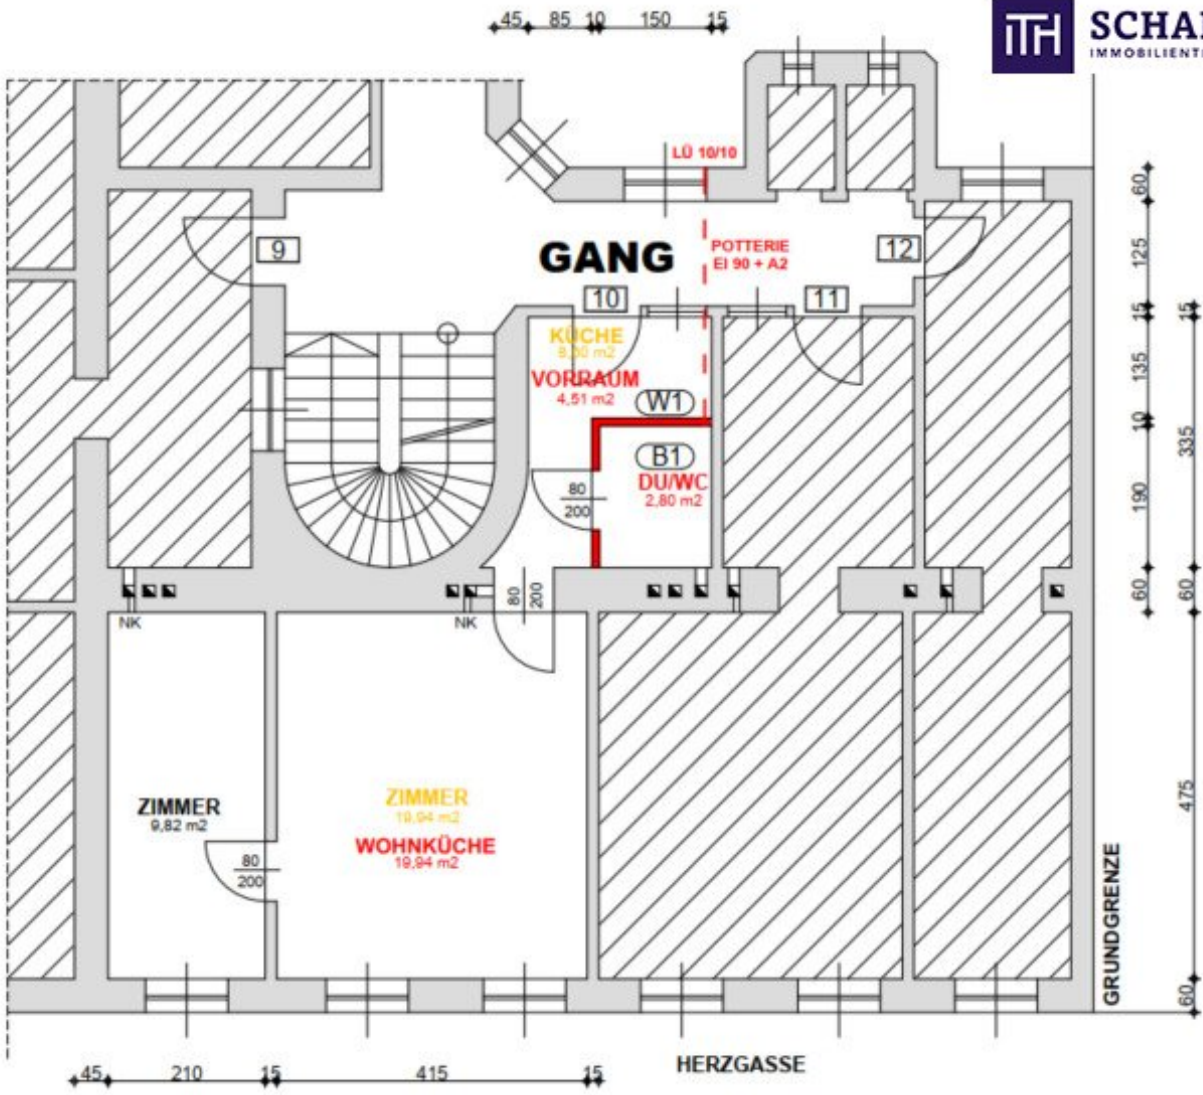 45 85 10 150 15
ITH
SCHA
IMMOBILIENT
LÜ 10/10
60
9
GANG
POTTERIE
EI 90 + A2
12
125
10
11
15
15
KÜCHE
VORRAUM
4,51 m2
135
W1
10
335
B1
DU/WC
2,80 m2
80
200
190
80
200
60
60
NK
NK
ZIMMER
9,82 m2
ZIMMER
19,94 m2
WOHNKÜCHE
19,94 m2
475
80
200
GRUNDGRENZE
60
HERZGASSE
45 210 15 415 15